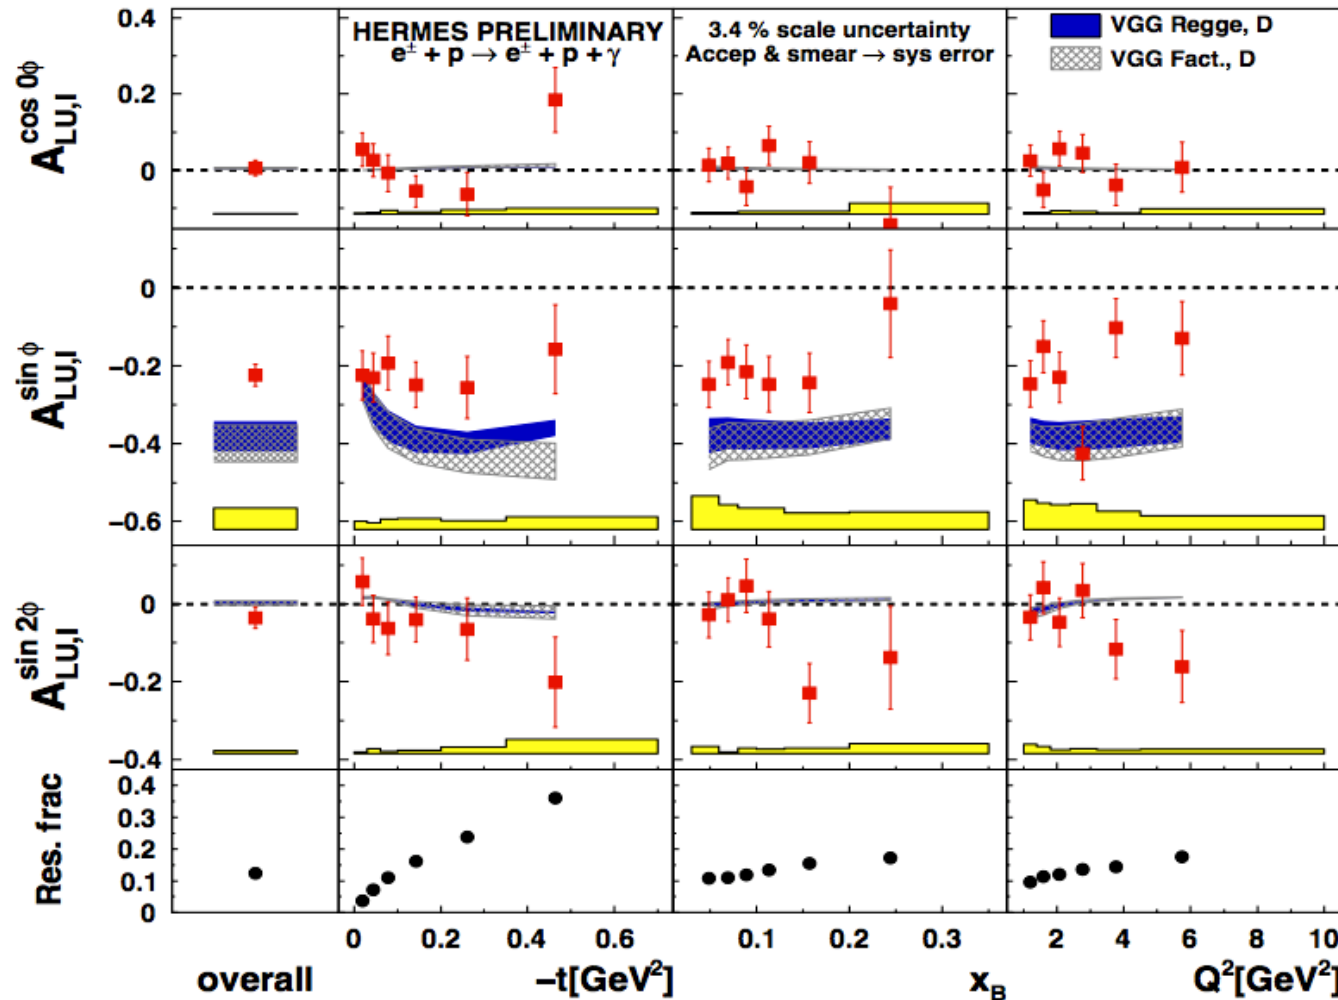 HERMES PRELIMINARY
e± + p → e± + p + γ
3.4 % scale uncertainty
Accep & smear → sys error
VGG Regge, D
VGG Fact., D
A_{LU,I}^{cos 0ϕ}
0.4
0.2
0
A_{LU,I}^{sin ϕ}
0
−0.2
−0.4
−0.6
A_{LU,I}^{sin 2ϕ}
0
−0.2
−0.4
Res. frac
0.4
0.3
0.2
0.1
0
0 0.2 0.4 0.6
0.1 0.2 0.3
2 4 6 8 10
overall
−t[GeV²]
x_B
Q²[GeV²]